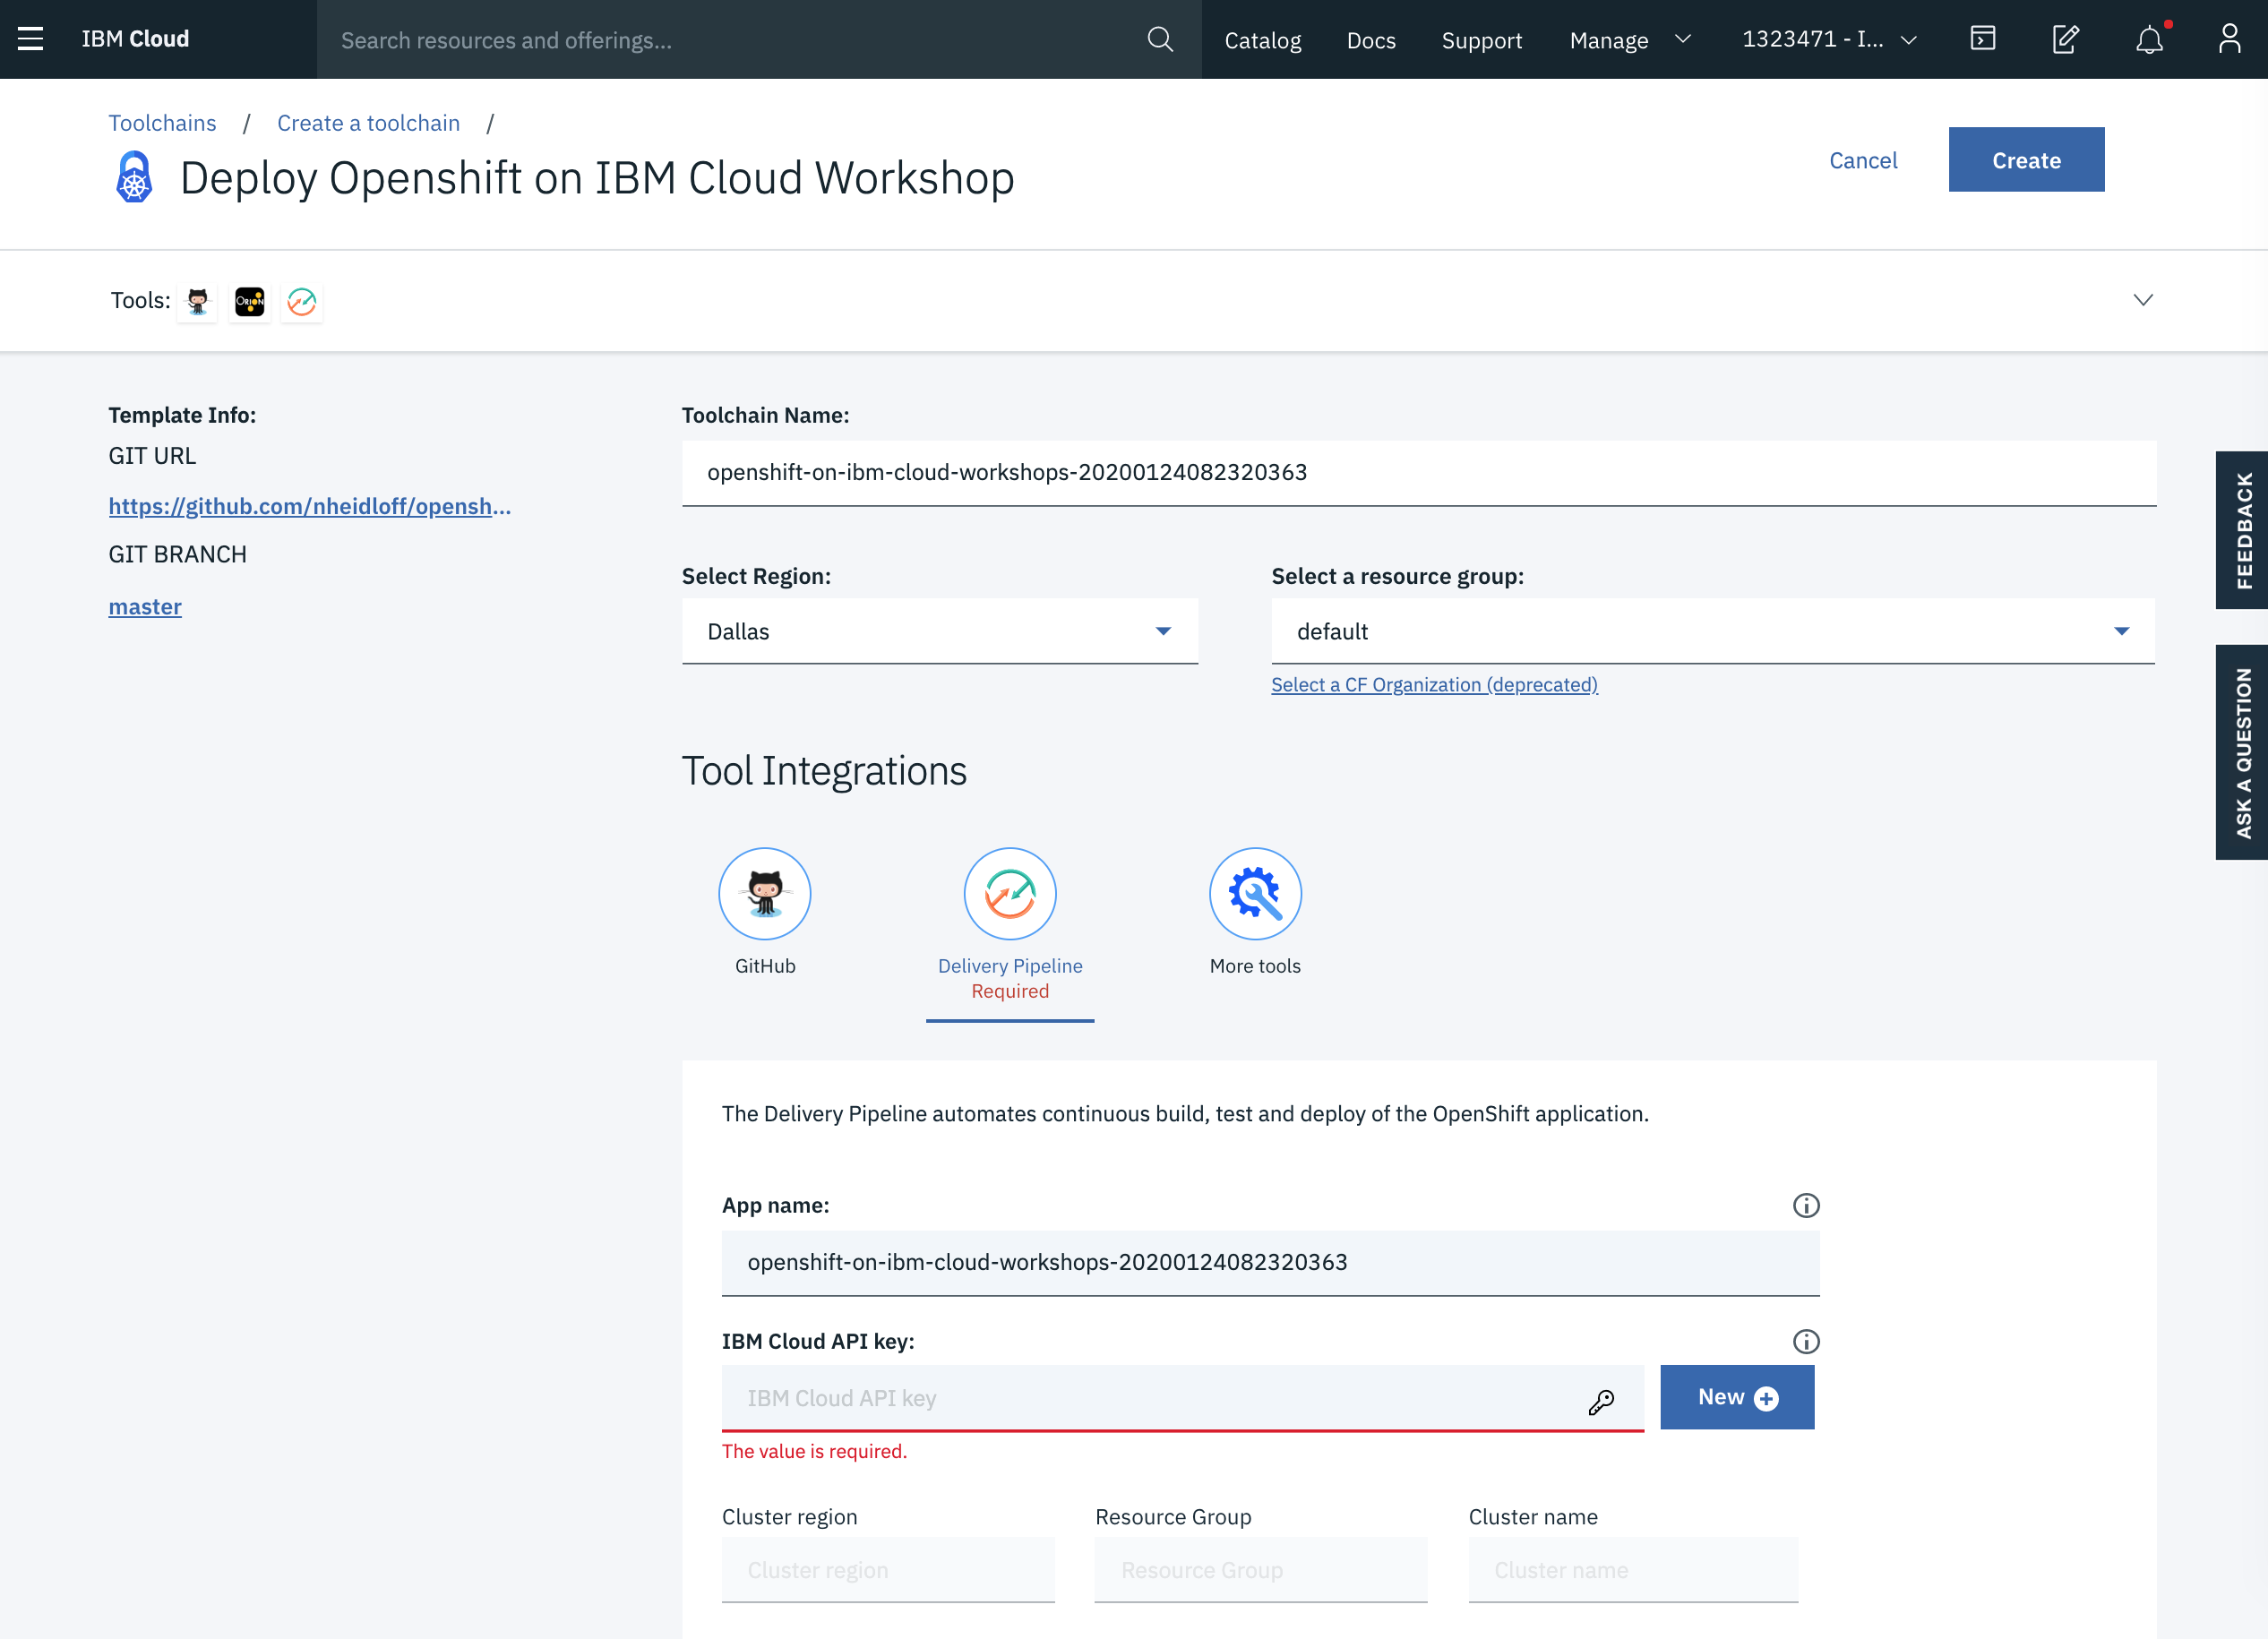 IBM Cloud
Search resources and offerings...
Catalog
Docs
Support
Manage
1323471 - I...
Toolchains / Create a toolchain /
Deploy Openshift on IBM Cloud Workshop
Cancel
Create
Tools:
ORION
Template Info:
GIT URL
https://github.com/nheidloff/opensh...
GIT BRANCH
master
Toolchain Name:
openshift-on-ibm-cloud-workshops-20200124082320363
Select Region:
Dallas
Select a resource group:
default
Select a CF Organization (deprecated)
FEEDBACK
ASK A QUESTION
Tool Integrations
GitHub
Delivery Pipeline
Required
More tools
The Delivery Pipeline automates continuous build, test and deploy of the OpenShift application.
App name:
openshift-on-ibm-cloud-workshops-20200124082320363
IBM Cloud API key:
IBM Cloud API key
New
The value is required.
Cluster region
Resource Group
Cluster name
Cluster region
Resource Group
Cluster name